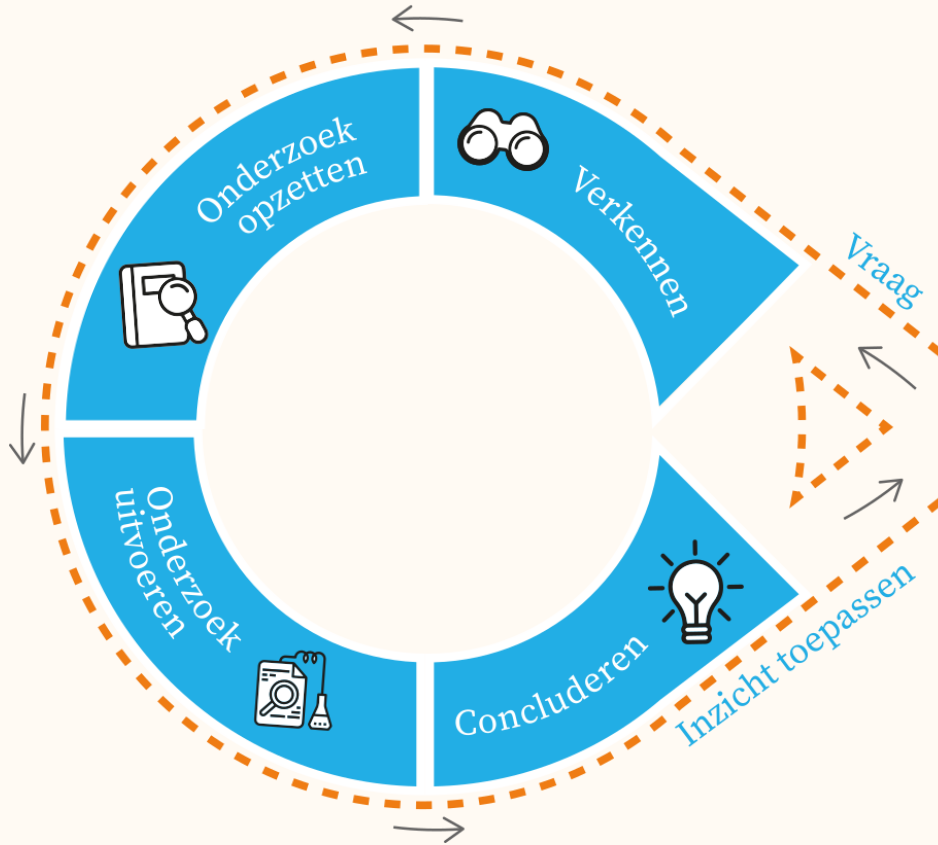 Vraag
Verkennen
Onderzoek
opzetten
Onderzoek
uitvoeren
Concluderen
Inzicht toepassen